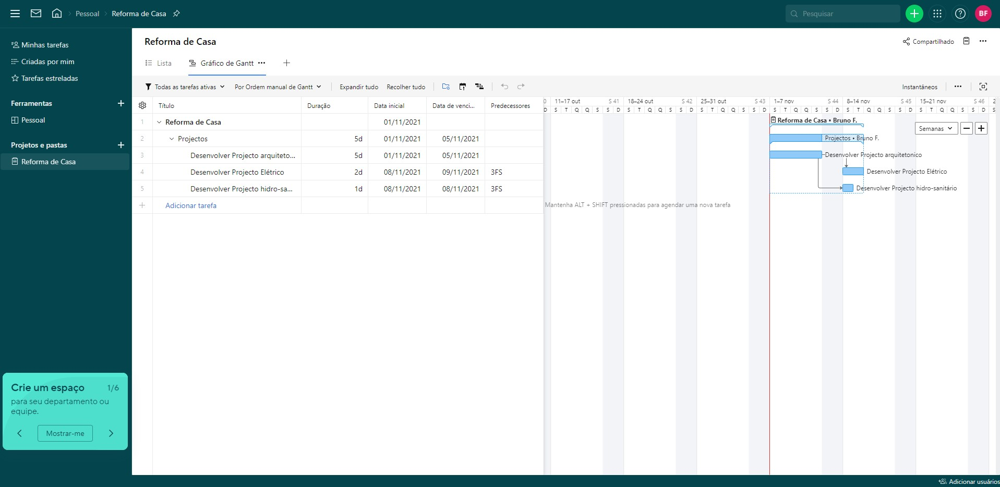 Pessoal
Reforma de Casa
Pesquisar
BF
Minhas tarefas
Criadas por mim
Tarefas estreladas
Ferramentas
Pessoal
Projetos e pastas
Reforma de Casa
Crie um espaço 1/6
para seu departamento ou
equipe.
Mostrar-me
Reforma de Casa
Compartilhado
Lista
Gráfico de Gantt
Todas as tarefas ativas
Por Ordem manual de Gantt
Expandir tudo
Recolher tudo
Instantâneos
Título Duração Data inicial Data de venci... Predecessores
1 Reforma de Casa 01/11/2021
2 Projectos 5d 01/11/2021 05/11/2021
3 Desenvolver Projecto arquiteto... 5d 01/11/2021 05/11/2021
4 Desenvolver Projecto Elétrico 2d 08/11/2021 09/11/2021 3FS
5 Desenvolver Projecto hidro-sa... 1d 08/11/2021 08/11/2021 3FS
Adicionar tarefa
0 11–17 out S 41 18–24 out S 42 25–31 out S 43 1–7 nov S 44 8–14 nov S 45 15–21 nov S 46 2
D S T Q Q S S D S T Q Q S S D S T Q Q S S D S T Q Q S S D S T Q Q S S D S T Q Q S S D S
Reforma de Casa • Bruno F.
Semanas
Projectos • Bruno F.
Desenvolver Projecto arquitetonico
Desenvolver Projecto Elétrico
Desenvolver Projecto hidro-sanitário
Mantenha ALT + SHIFT pressionadas para agendar uma nova tarefa
Adicionar usuários